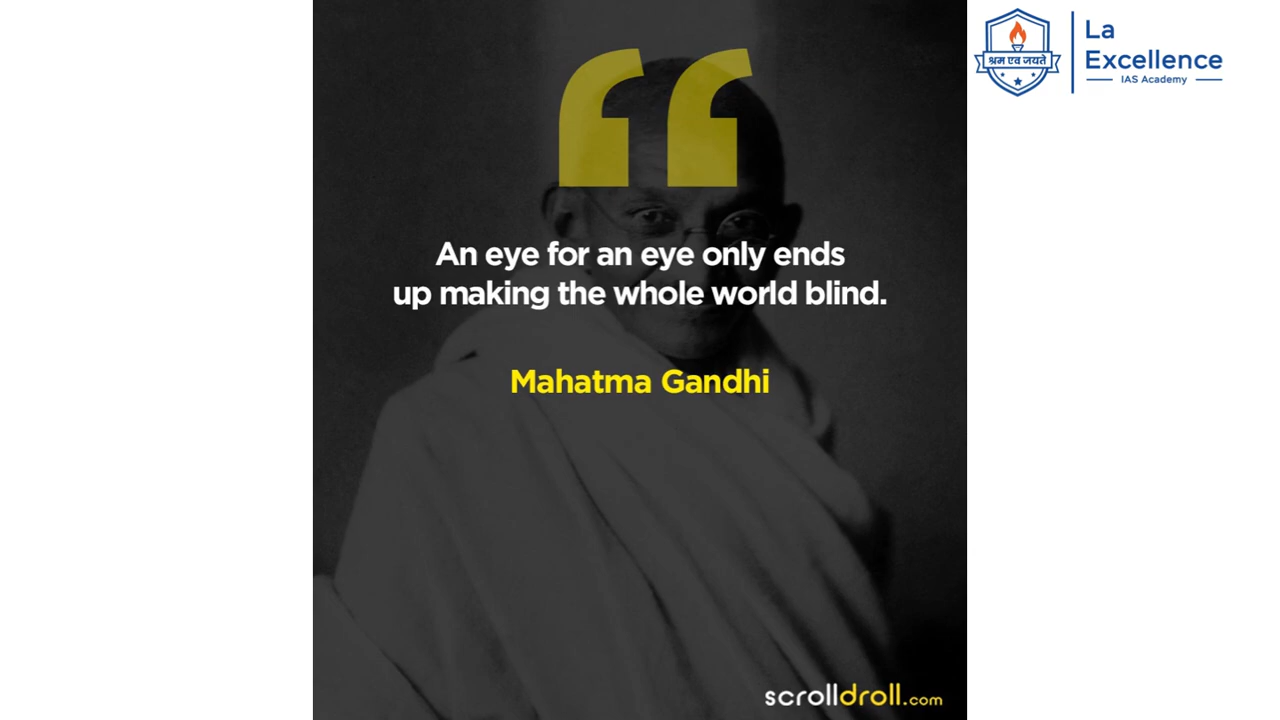 La
Excellence
IAS Academy
श्रम एव जयते
An eye for an eye only ends
up making the whole world blind.
Mahatma Gandhi
scrolldroll.com